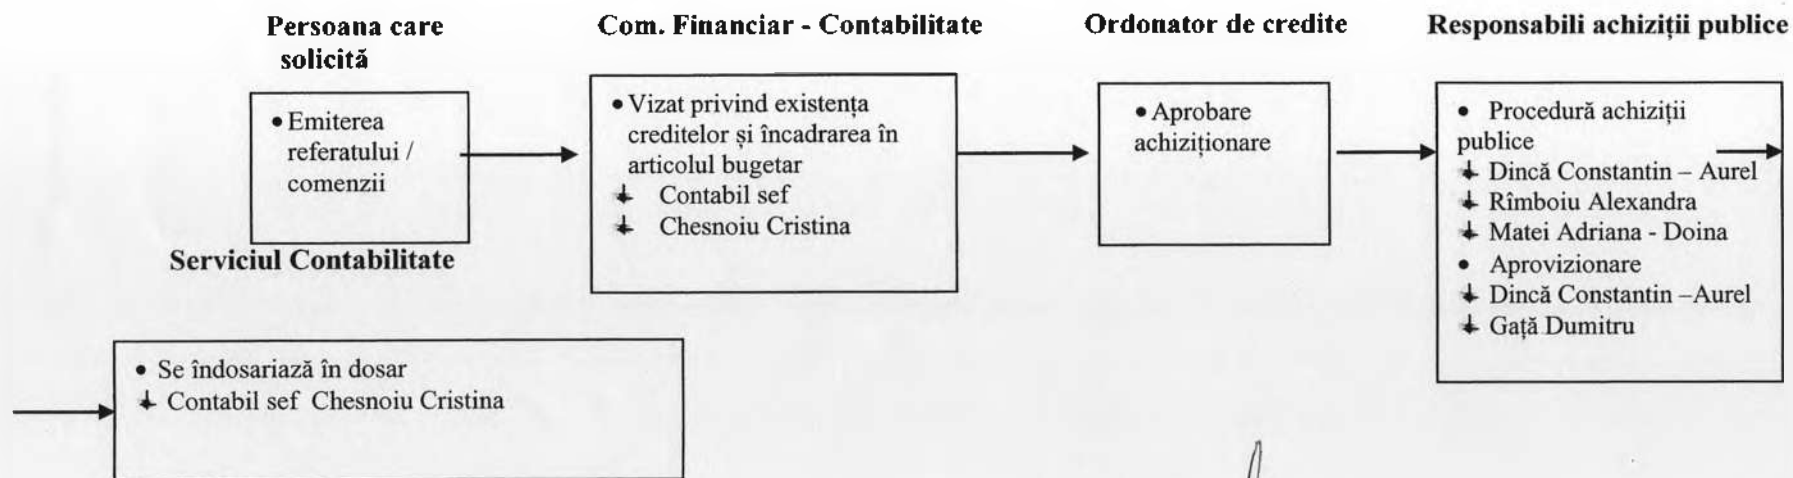 Persoana care
solicită
• Emiterea
referatului /
comenzii
Com. Financiar - Contabilitate
• Vizat privind existența
creditelor și încadrarea în
articolul bugetar
Contabil sef
Chesnoiu Cristina
Ordonator de credite
• Aprobare
achiziționare
Responsabili achiziții publice
• Procedură achiziții
publice
Dincă Constantin – Aurel
Rîmboiu Alexandra
Matei Adriana - Doina
• Aprovizionare
Dincă Constantin –Aurel
Gață Dumitru
Serviciul Contabilitate
• Se îndosariază în dosar
Contabil sef Chesnoiu Cristina